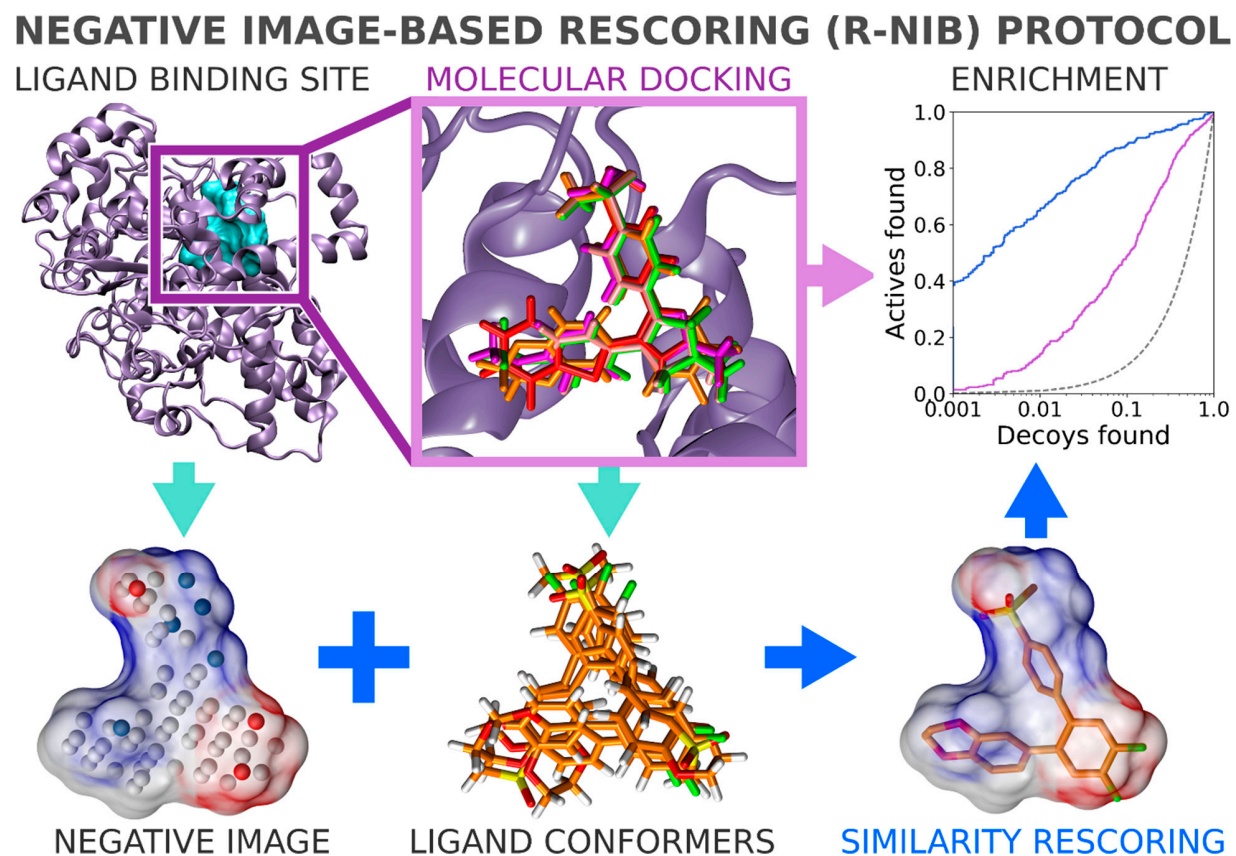 NEGATIVE IMAGE-BASED RESCORING (R-NIB) PROTOCOL
LIGAND BINDING SITE
MOLECULAR DOCKING
ENRICHMENT
Actives found
1.0
0.8
0.6
0.4
0.2
0.0
0.001
0.01
0.1
1.0
Decoys found
NEGATIVE IMAGE
LIGAND CONFORMERS
SIMILARITY RESCORING